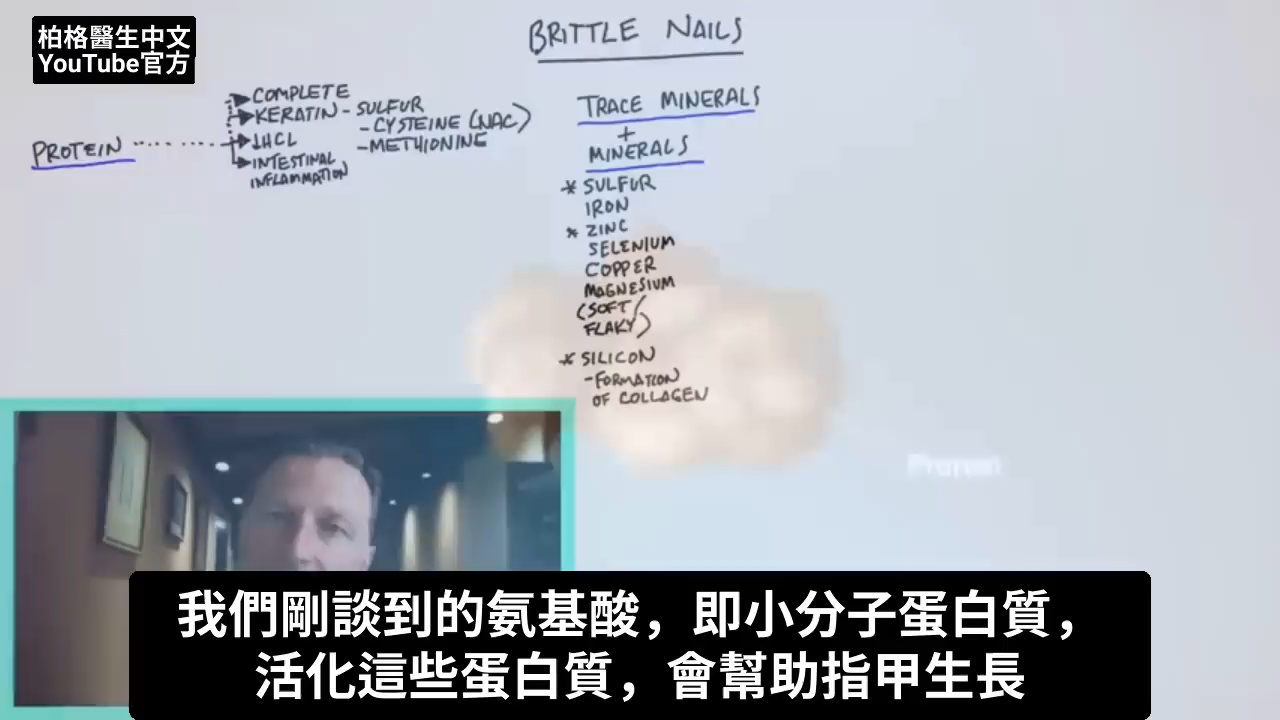 柏格醫生中文
YouTube官方
BRITTLE NAILS
PROTEIN
COMPLETE
KERATIN - SULFUR
- CYSTEINE (NAC)
- METHIONINE
↓HCL
INTESTINAL
INFLAMMATION
TRACE MINERALS
+
MINERALS
* SULFUR
IRON
* ZINC
SELENIUM
COPPER
MAGNESIUM
(SOFT/
FLAKY)
* SILICON
- FORMATION
OF COLLAGEN
我們剛談到的氨基酸，即小分子蛋白質，
活化這些蛋白質，會幫助指甲生長